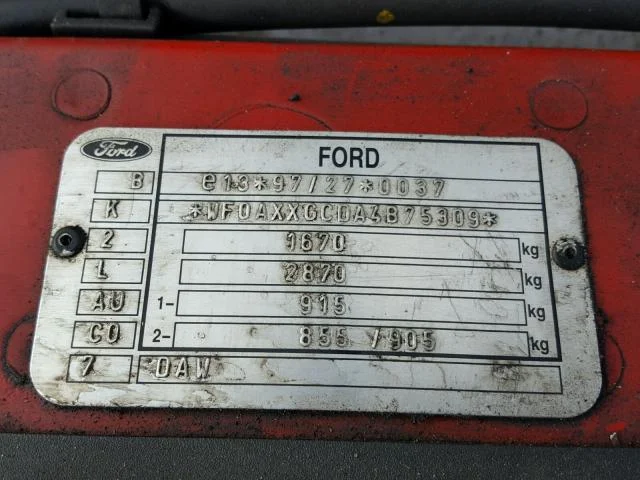 Ford FORD
B e13*97/27*0037
K *WF0AXXGCDA4B75309*
2 1670 kg
L 2870 kg
AU 1- 915 kg
CO 2- 855 /905 kg
7 DAW